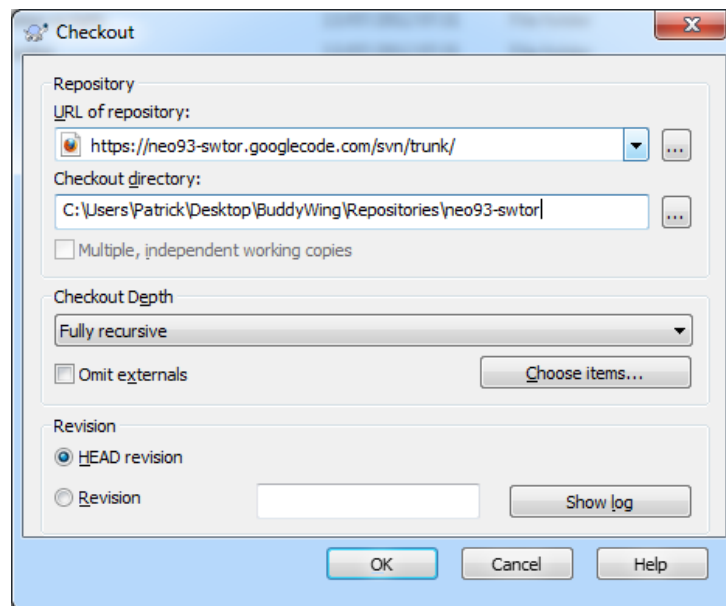 Checkout
Repository
URL of repository:
https://neo93-swtor.googlecode.com/svn/trunk/
...
Checkout directory:
C:\Users\Patrick\Desktop\BuddyWing\Repositories\neo93-swtor
...
Multiple, independent working copies
Checkout Depth
Fully recursive
Omit externals
Choose items...
Revision
HEAD revision
Revision
Show log
OK
Cancel
Help